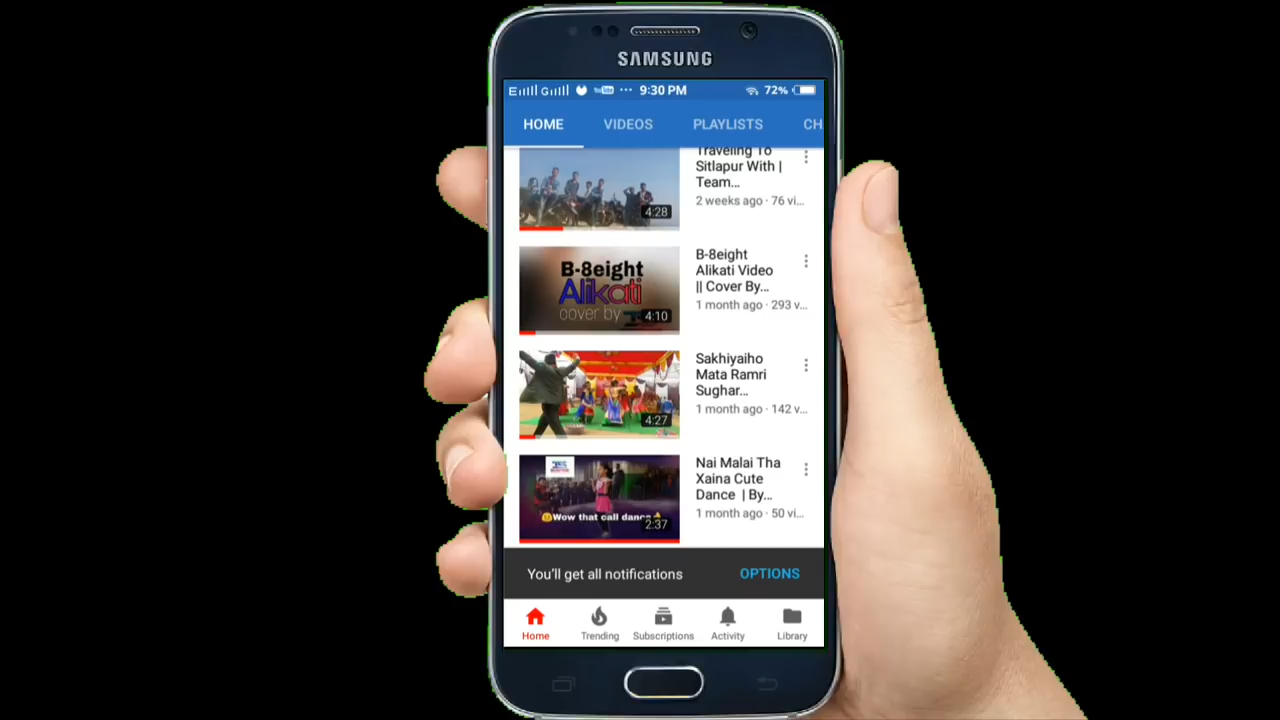 SAMSUNG
9:30 PM
72%
HOME VIDEOS PLAYLISTS CH
Traveling To
Sitlapur With |
Team...
2 weeks ago · 76 vi...
4:28
B-8eight
Alikati
cover by
4:10
B-8eight
Alikati Video
|| Cover By...
1 month ago · 293 v...
4:27
Sakhiyaiho
Mata Ramri
Sughar...
1 month ago · 142 v...
Wow that call dance
2:37
Nai Malai Tha
Xaina Cute
Dance | By...
1 month ago · 50 vi...
You'll get all notifications OPTIONS
Home Trending Subscriptions Activity Library